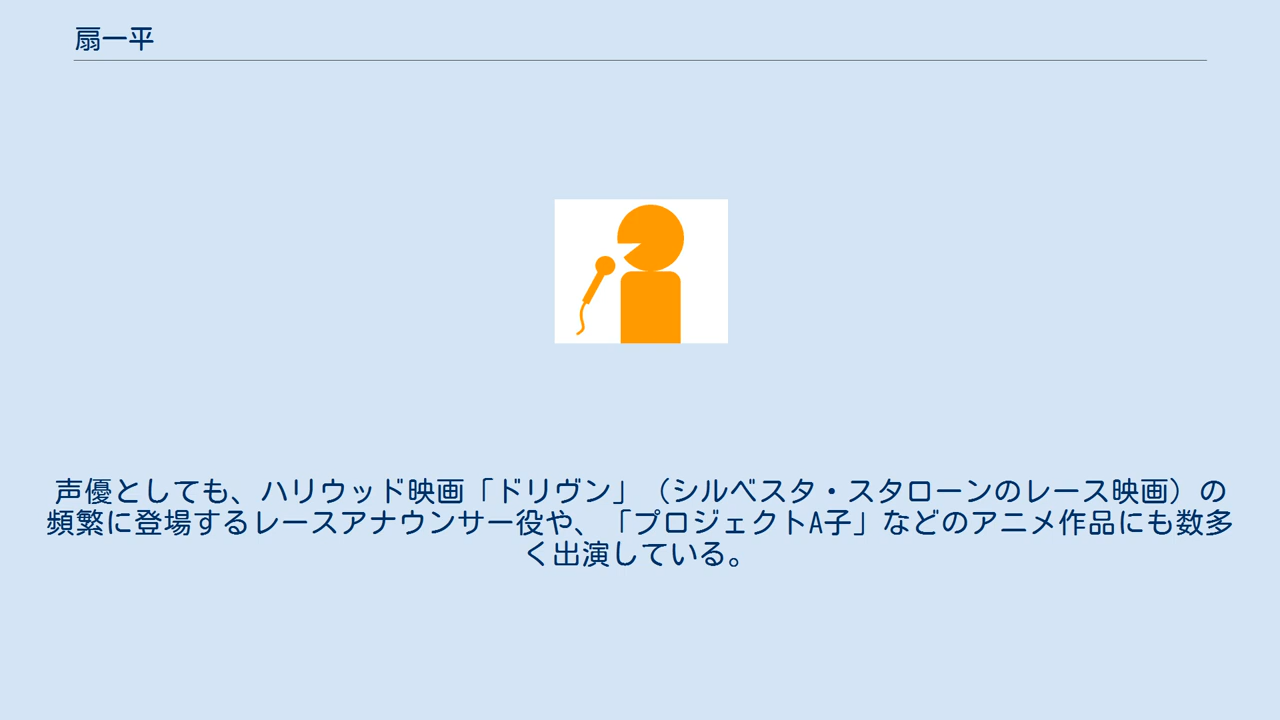 扇一平
声優としても、ハリウッド映画「ドリヴン」（シルベスタ・スタローンのレース映画）の
頻繁に登場するレースアナウンサー役や、「プロジェクトA子」などのアニメ作品にも数多
く出演している。